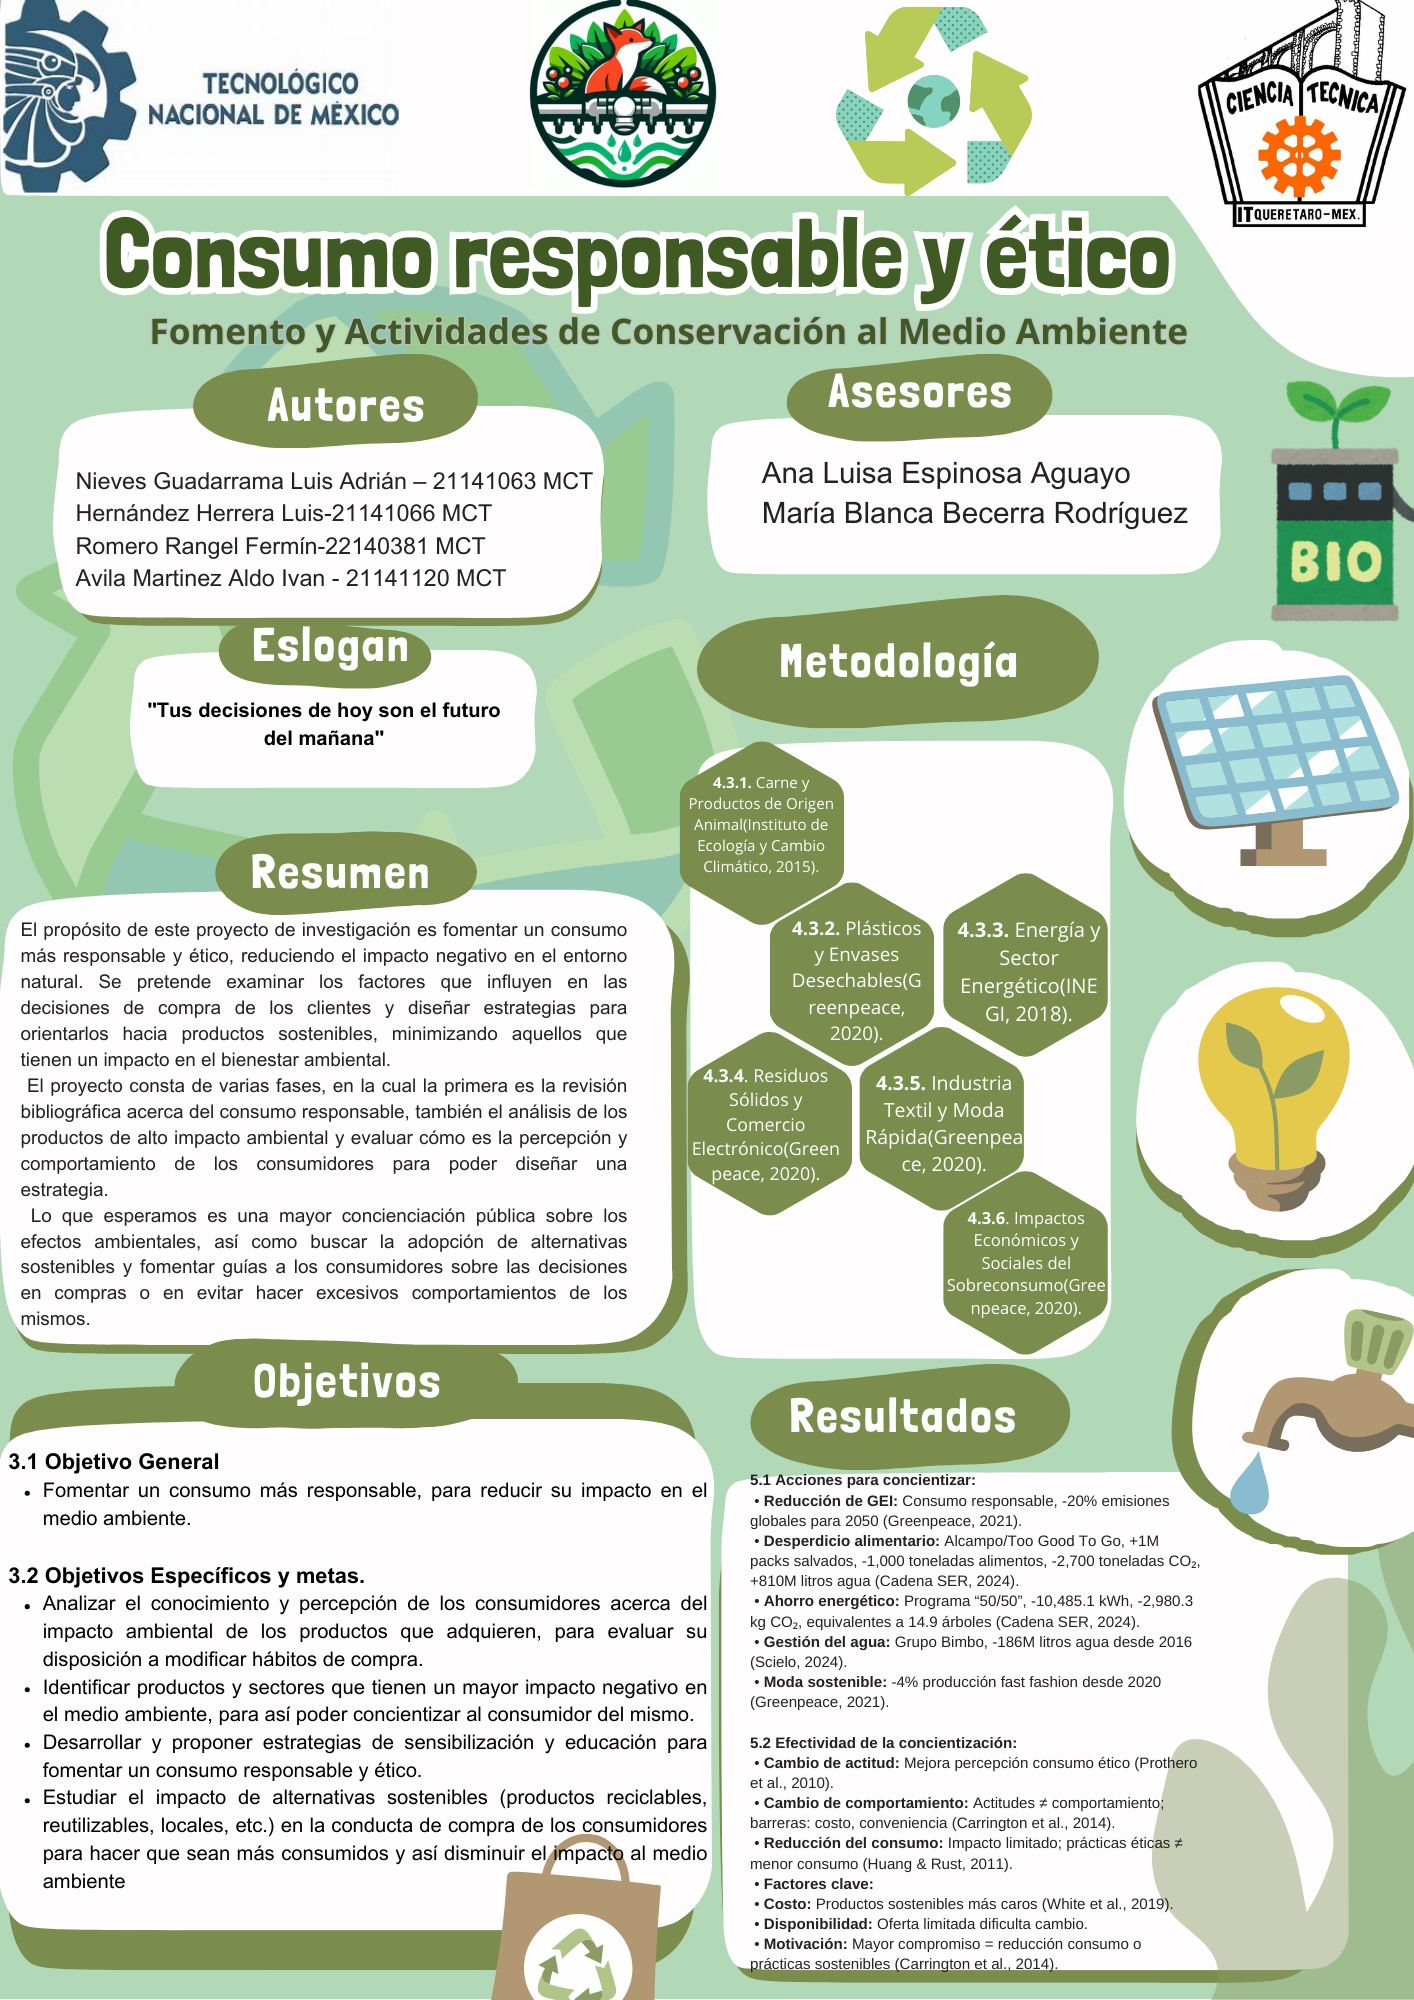 TECNOLÓGICO
NACIONAL DE MÉXICO
CIENCIA TECNICA
IT QUERETARO-MEX.
Consumo responsable y ético
Fomento y Actividades de Conservación al Medio Ambiente
Autores
Nieves Guadarrama Luis Adrián – 21141063 MCT
Hernández Herrera Luis-21141066 MCT
Romero Rangel Fermín-22140381 MCT
Avila Martinez Aldo Ivan - 21141120 MCT
Asesores
Ana Luisa Espinosa Aguayo
María Blanca Becerra Rodríguez
BIO
Eslogan
"Tus decisiones de hoy son el futuro
del mañana"
Resumen
El propósito de este proyecto de investigación es fomentar un consumo
más responsable y ético, reduciendo el impacto negativo en el entorno
natural. Se pretende examinar los factores que influyen en las
decisiones de compra de los clientes y diseñar estrategias para
orientarlos hacia productos sostenibles, minimizando aquellos que
tienen un impacto en el bienestar ambiental.
El proyecto consta de varias fases, en la cual la primera es la revisión
bibliográfica acerca del consumo responsable, también el análisis de los
productos de alto impacto ambiental y evaluar cómo es la percepción y
comportamiento de los consumidores para poder diseñar una
estrategia.
Lo que esperamos es una mayor concienciación pública sobre los
efectos ambientales, así como buscar la adopción de alternativas
sostenibles y fomentar guías a los consumidores sobre las decisiones
en compras o en evitar hacer excesivos comportamientos de los
mismos.
Metodología
4.3.1. Carne y
Productos de Origen
Animal(Instituto de
Ecología y Cambio
Climático, 2015).
4.3.2. Plásticos
y Envases
Desechables(G
reenpeace,
2020).
4.3.3. Energía y
Sector
Energético(INE
GI, 2018).
4.3.4. Residuos
Sólidos y
Comercio
Electrónico(Green
peace, 2020).
4.3.5. Industria
Textil y Moda
Rápida(Greenpea
ce, 2020).
4.3.6. Impactos
Económicos y
Sociales del
Sobreconsumo(Gree
npeace, 2020).
Objetivos
3.1 Objetivo General
• Fomentar un consumo más responsable, para reducir su impacto en el
medio ambiente.
3.2 Objetivos Específicos y metas.
• Analizar el conocimiento y percepción de los consumidores acerca del
impacto ambiental de los productos que adquieren, para evaluar su
disposición a modificar hábitos de compra.
• Identificar productos y sectores que tienen un mayor impacto negativo en
el medio ambiente, para así poder concientizar al consumidor del mismo.
• Desarrollar y proponer estrategias de sensibilización y educación para
fomentar un consumo responsable y ético.
• Estudiar el impacto de alternativas sostenibles (productos reciclables,
reutilizables, locales, etc.) en la conducta de compra de los consumidores
para hacer que sean más consumidos y así disminuir el impacto al medio
ambiente
Resultados
5.1 Acciones para concientizar:
• Reducción de GEI: Consumo responsable, -20% emisiones
globales para 2050 (Greenpeace, 2021).
• Desperdicio alimentario: Alcampo/Too Good To Go, +1M
packs salvados, -1,000 toneladas alimentos, -2,700 toneladas CO₂,
+810M litros agua (Cadena SER, 2024).
• Ahorro energético: Programa “50/50”, -10,485.1 kWh, -2,980.3
kg CO₂, equivalentes a 14.9 árboles (Cadena SER, 2024).
• Gestión del agua: Grupo Bimbo, -186M litros agua desde 2016
(Scielo, 2024).
• Moda sostenible: -4% producción fast fashion desde 2020
(Greenpeace, 2021).
5.2 Efectividad de la concientización:
• Cambio de actitud: Mejora percepción consumo ético (Prothero
et al., 2010).
• Cambio de comportamiento: Actitudes ≠ comportamiento;
barreras: costo, conveniencia (Carrington et al., 2014).
• Reducción del consumo: Impacto limitado; prácticas éticas ≠
menor consumo (Huang & Rust, 2011).
• Factores clave:
• Costo: Productos sostenibles más caros (White et al., 2019).
• Disponibilidad: Oferta limitada dificulta cambio.
• Motivación: Mayor compromiso = reducción consumo o
prácticas sostenibles (Carrington et al., 2014).